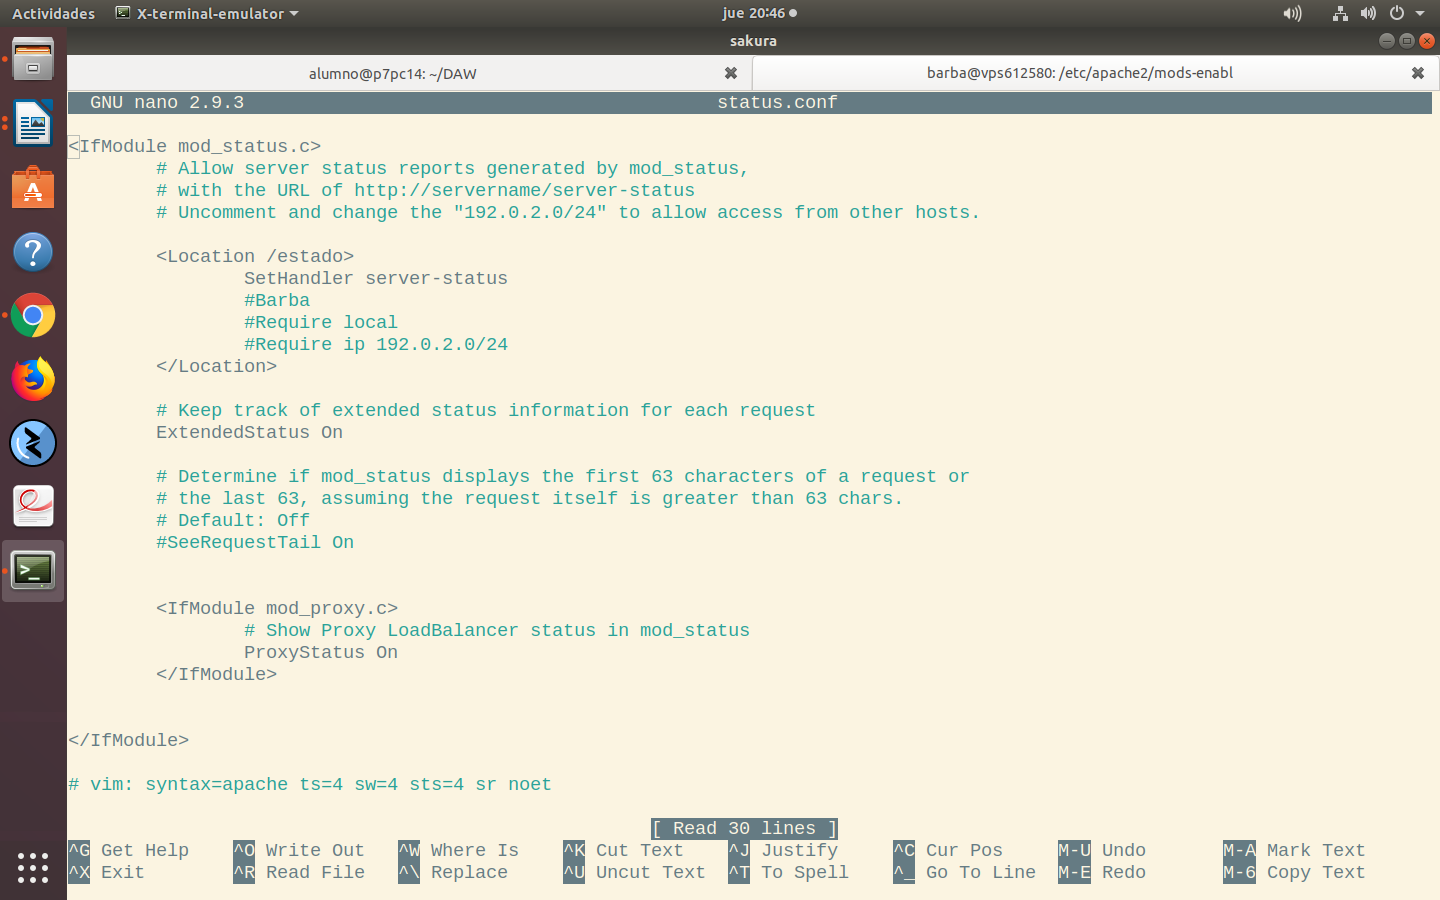 Actividades X-terminal-emulator jue 20:46
sakura
alumno@p7pc14: ~/DAW barba@vps612580: /etc/apache2/mods-enabl
GNU nano 2.9.3 status.conf
<IfModule mod_status.c>
# Allow server status reports generated by mod_status,
# with the URL of http://servername/server-status
# Uncomment and change the "192.0.2.0/24" to allow access from other hosts.
<Location /estado>
SetHandler server-status
#Barba
#Require local
#Require ip 192.0.2.0/24
</Location>
# Keep track of extended status information for each request
ExtendedStatus On
# Determine if mod_status displays the first 63 characters of a request or
# the last 63, assuming the request itself is greater than 63 chars.
# Default: Off
#SeeRequestTail On
<IfModule mod_proxy.c>
# Show Proxy LoadBalancer status in mod_status
ProxyStatus On
</IfModule>
</IfModule>
# vim: syntax=apache ts=4 sw=4 sts=4 sr noet
[ Read 30 lines ]
^G Get Help ^O Write Out ^W Where Is ^K Cut Text ^J Justify ^C Cur Pos M-U Undo M-A Mark Text
^X Exit ^R Read File ^\ Replace ^U Uncut Text ^T To Spell ^_ Go To Line M-E Redo M-6 Copy Text